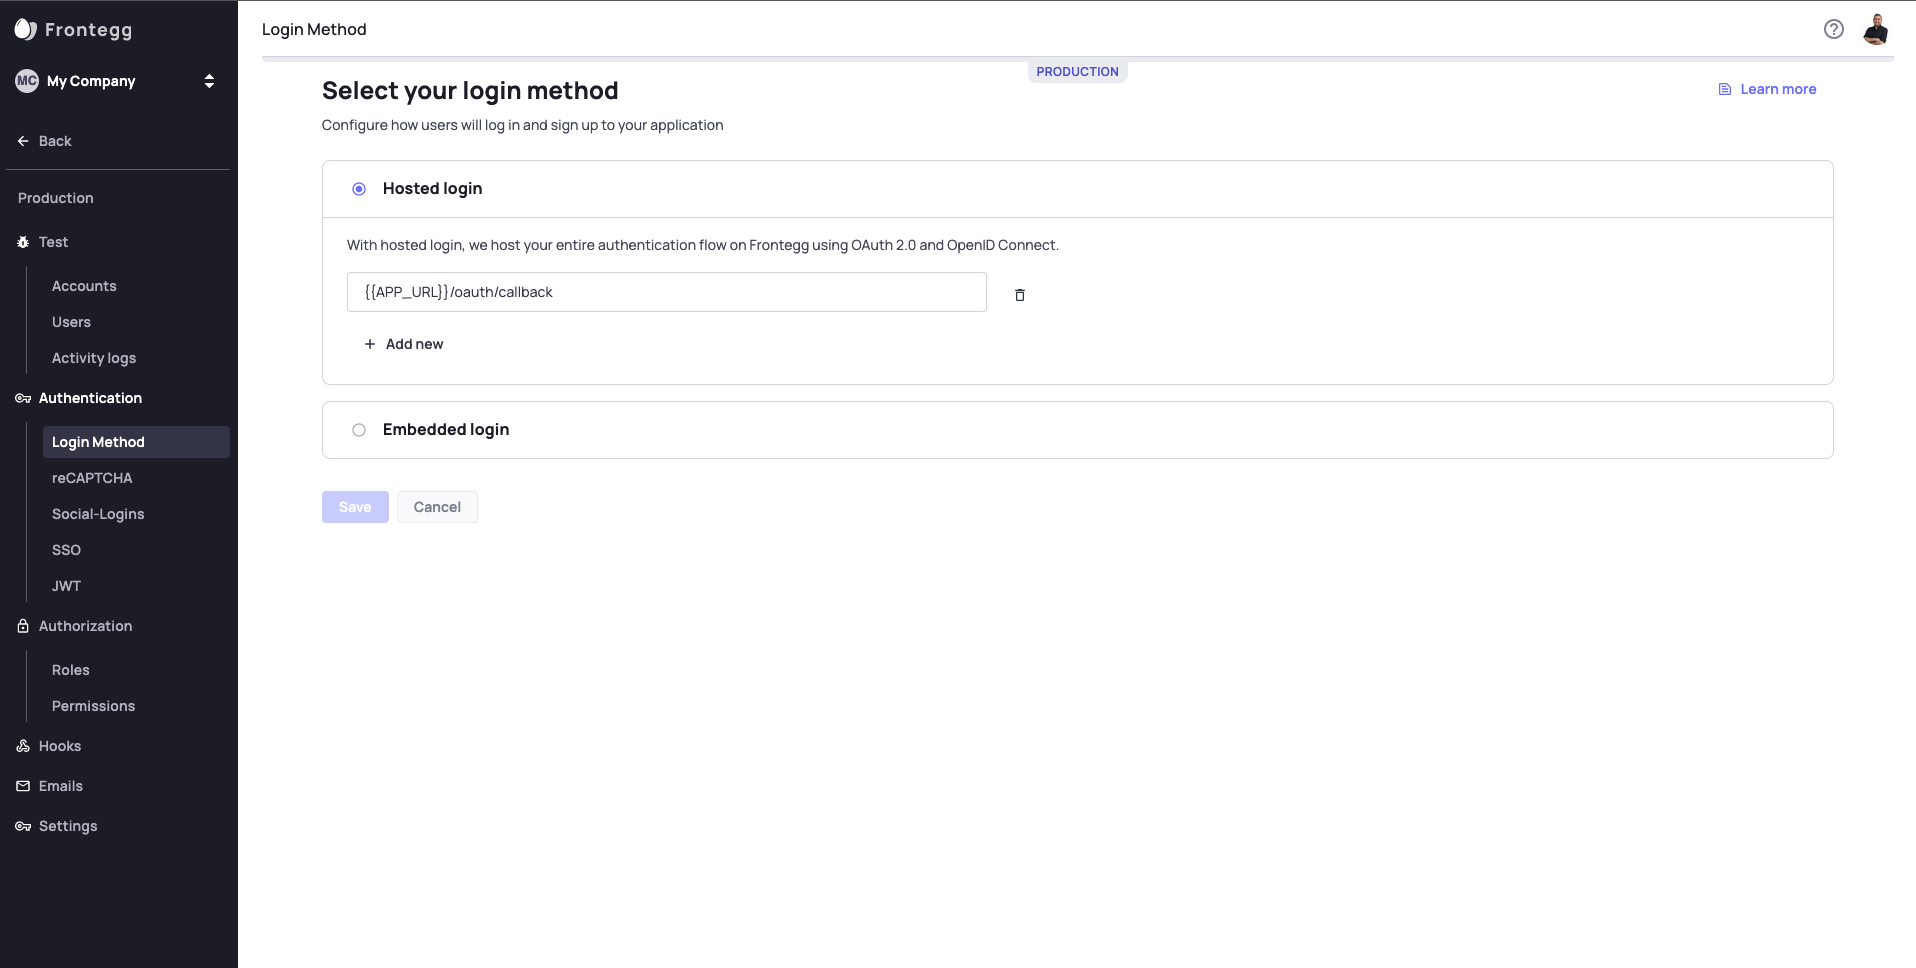 Frontegg
MC My Company
Back
Production
Test
Accounts
Users
Activity logs
Authentication
Login Method
reCAPTCHA
Social-Logins
SSO
JWT
Authorization
Roles
Permissions
Hooks
Emails
Settings
Login Method
PRODUCTION
Select your login method
Learn more
Configure how users will log in and sign up to your application
Hosted login
With hosted login, we host your entire authentication flow on Frontegg using OAuth 2.0 and OpenID Connect.
{{APP_URL}}/oauth/callback
+ Add new
Embedded login
Save Cancel